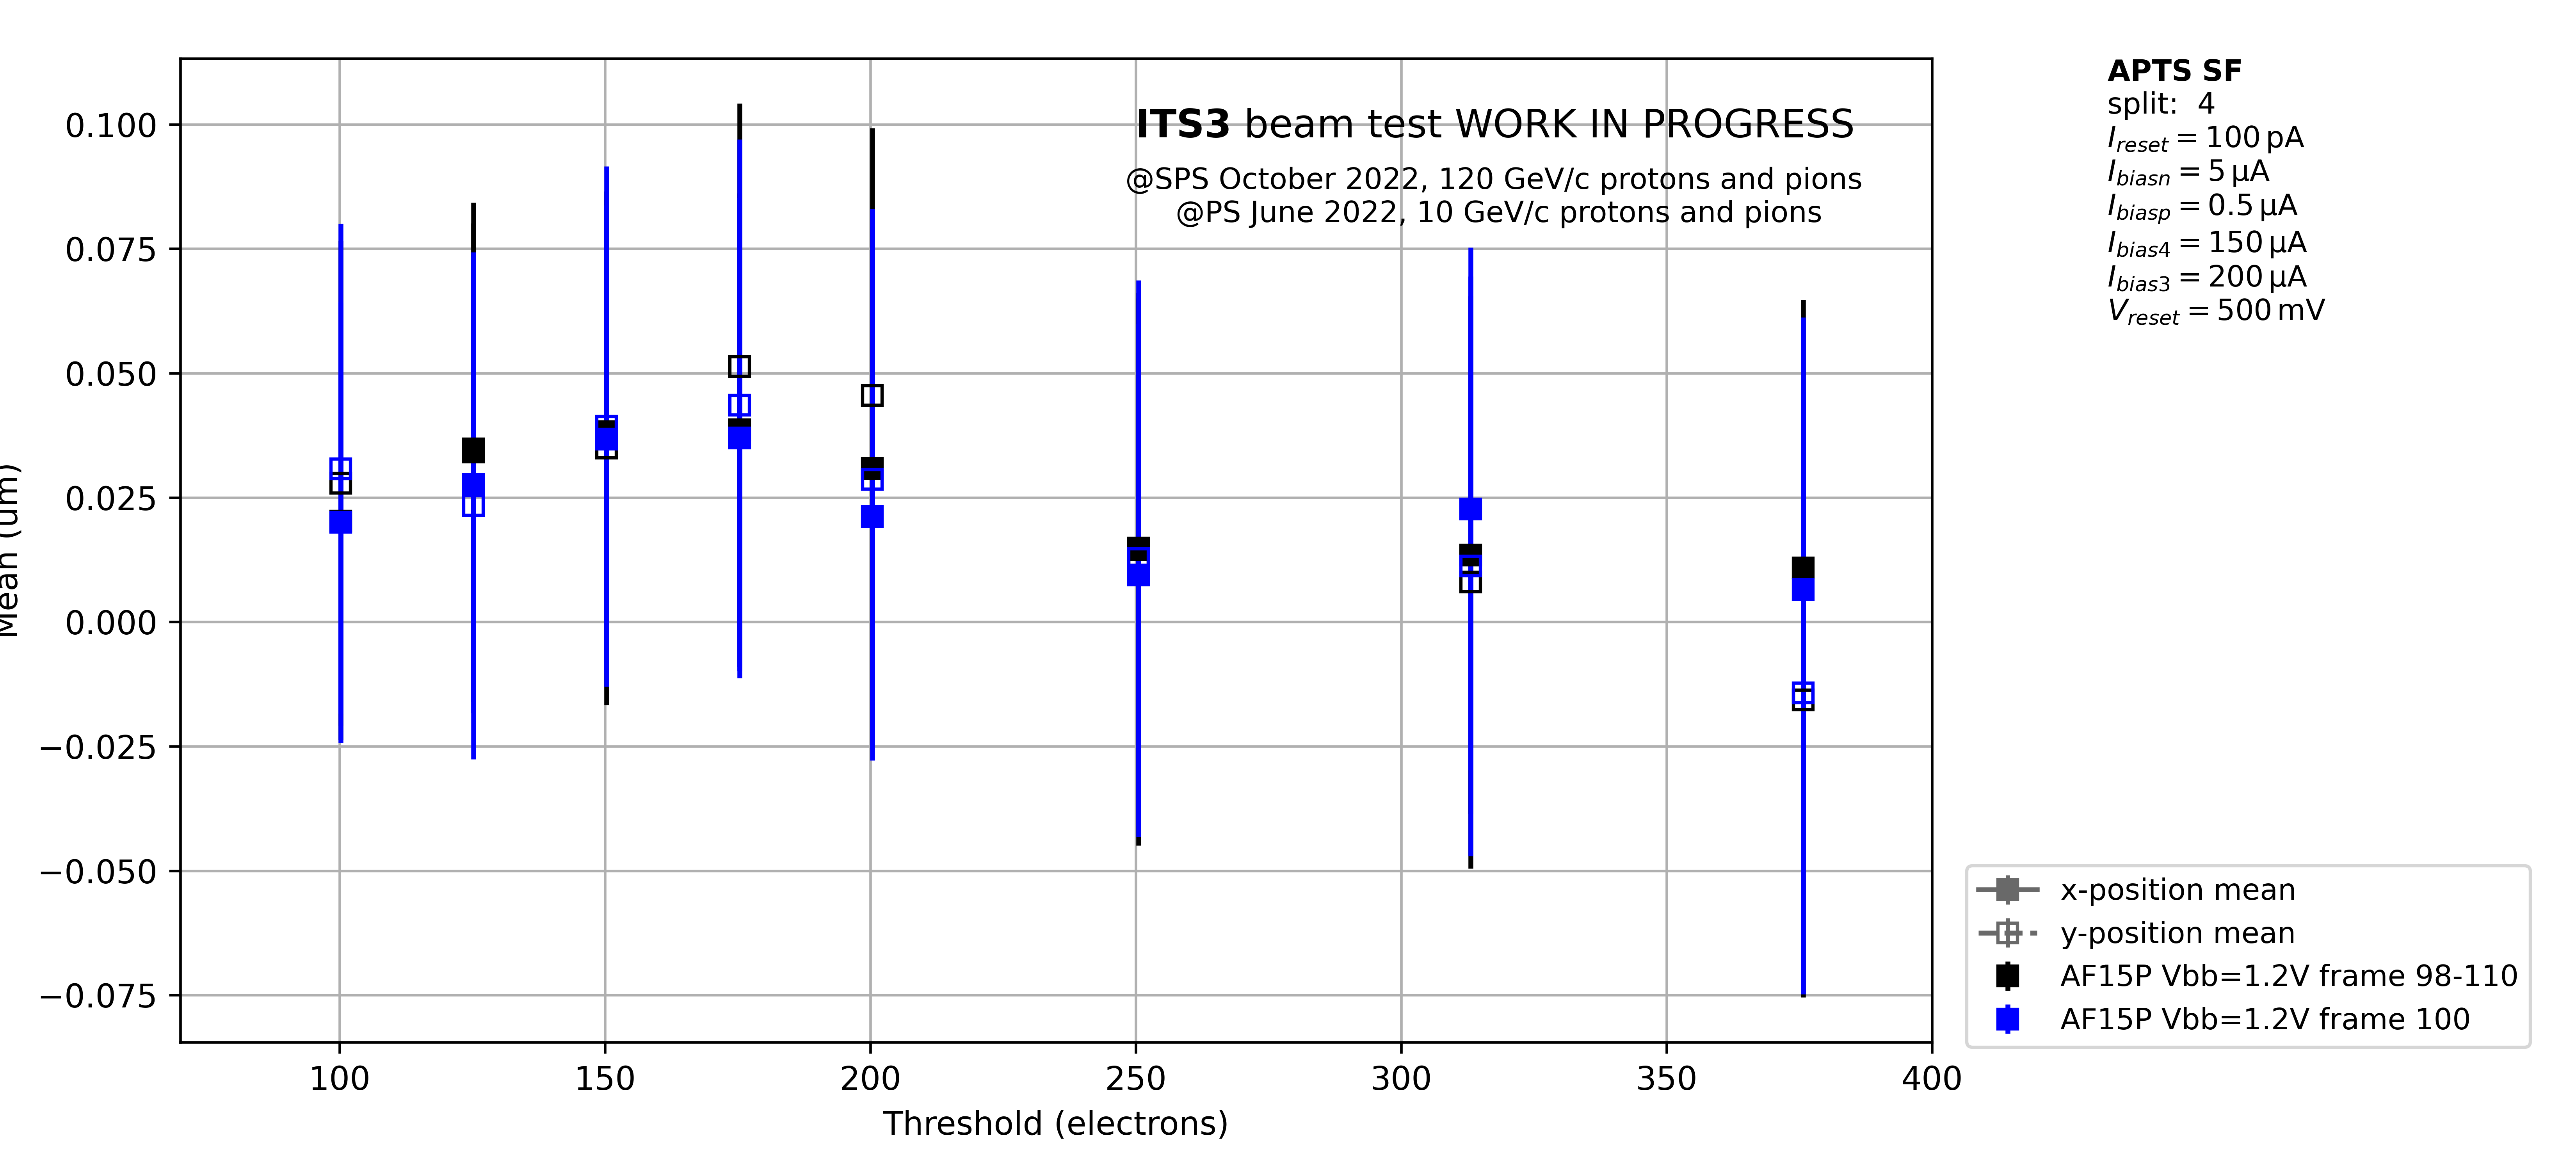 ITS3 beam test WORK IN PROGRESS
@SPS October 2022, 120 GeV/c protons and pions
@PS June 2022, 10 GeV/c protons and pions
APTS SF
split: 4
I_reset = 100 pA
I_biasn = 5 µA
I_biasp = 0.5 µA
I_bias4 = 150 µA
I_bias3 = 200 µA
V_reset = 500 mV
Mean (um)
0.100
0.075
0.050
0.025
0.000
−0.025
−0.050
−0.075
100 150 200 250 300 350 400
Threshold (electrons)
x-position mean
y-position mean
AF15P Vbb=1.2V frame 98-110
AF15P Vbb=1.2V frame 100